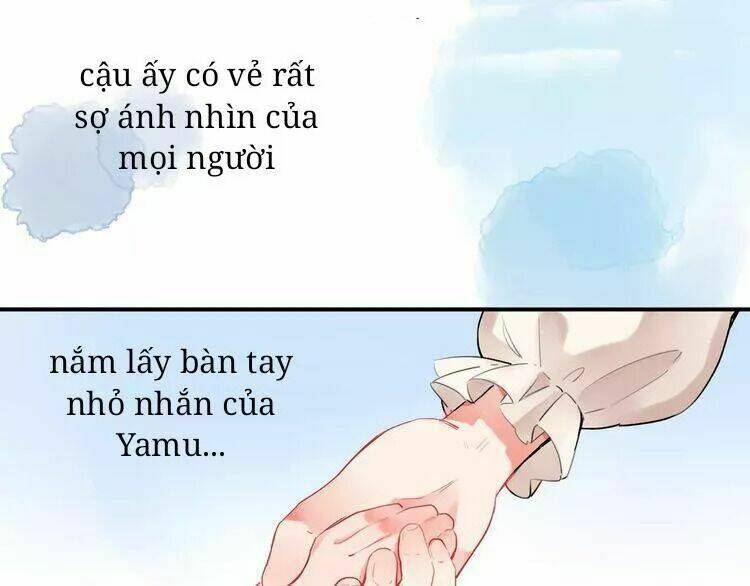 cậu ấy có vẻ rất
sợ ánh nhìn của
mọi người
nắm lấy bàn tay
nhỏ nhắn của
Yamu...